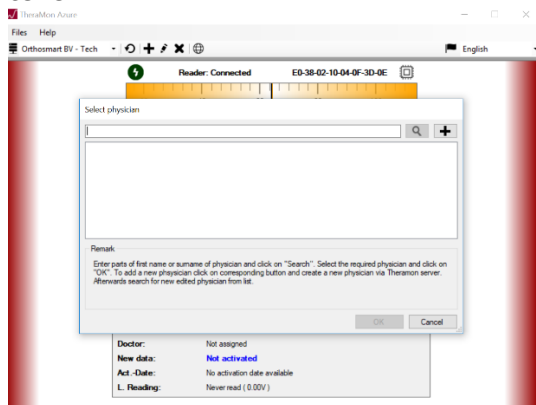 TheraMon Azure
Files Help
Orthosmart BV - Tech
English
Reader: Connected E0-38-02-10-04-0F-3D-0E
Select physician
Remark
Enter parts of first name or surname of physician and click on "Search". Select the required physician and click on
"OK". To add a new phsysician click on corresponding button and create a new physician via Theramon server.
Afterwards search for new edited physician from list.
OK Cancel
Doctor: Not assigned
New data: Not activated
Act.-Date: No activation date available
L. Reading: Never read ( 0.00V )